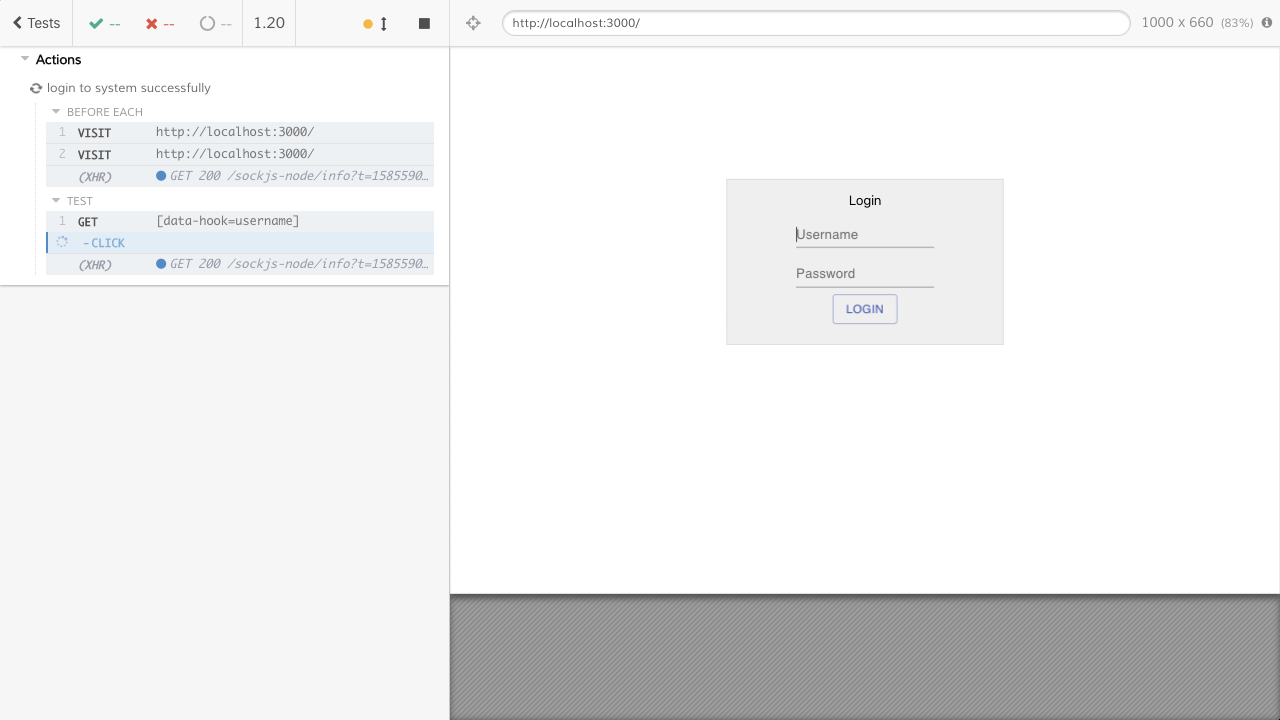 Tests -- -- -- 1.20
http://localhost:3000/ 1000 x 660 (83%)
Actions
login to system successfully
BEFORE EACH
1 VISIT http://localhost:3000/
2 VISIT http://localhost:3000/
(XHR) GET 200 /sockjs-node/info?t=1585590…
TEST
1 GET [data-hook=username]
-CLICK
(XHR) GET 200 /sockjs-node/info?t=1585590…
Login
Username
Password
LOGIN